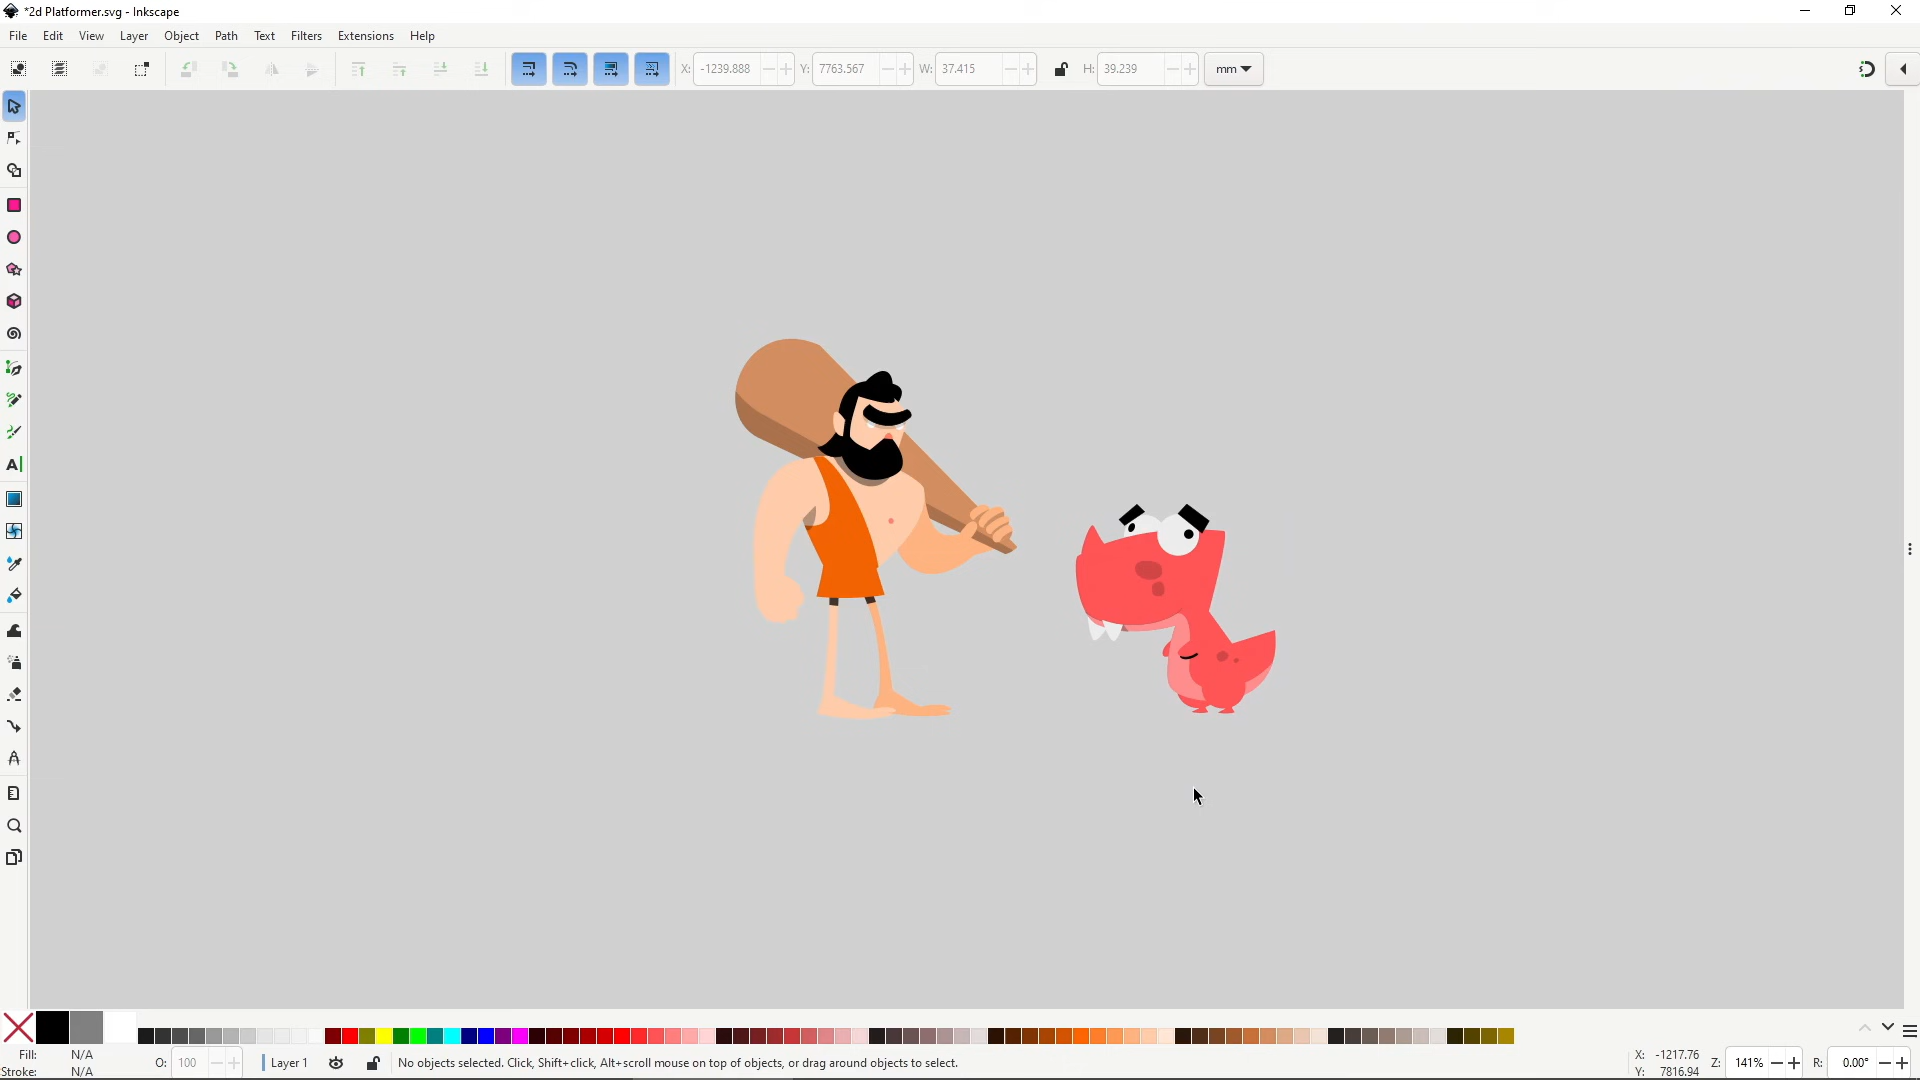 *2d Platformer.svg - Inkscape
File Edit View Layer Object Path Text Filters Extensions Help
X: -1239.888 Y: 7763.567 W: 37.415 H: 39.239 mm
Fill: N/A
Stroke: N/A
O: 100
Layer 1
No objects selected. Click, Shift+click, Alt+scroll mouse on top of objects, or drag around objects to select.
X: -1217.76
Y: 7816.94
Z: 141%
R: 0.00°